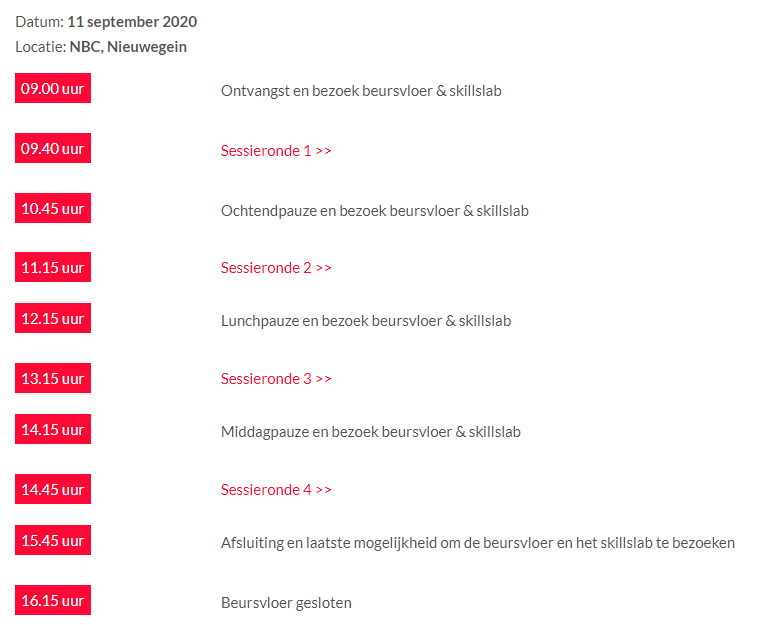 Datum: 11 september 2020
Locatie: NBC, Nieuwegein
09.00 uur Ontvangst en bezoek beursvloer & skillslab
09.40 uur Sessieronde 1 >>
10.45 uur Ochtendpauze en bezoek beursvloer & skillslab
11.15 uur Sessieronde 2 >>
12.15 uur Lunchpauze en bezoek beursvloer & skillslab
13.15 uur Sessieronde 3 >>
14.15 uur Middagpauze en bezoek beursvloer & skillslab
14.45 uur Sessieronde 4 >>
15.45 uur Afsluiting en laatste mogelijkheid om de beursvloer en het skillslab te bezoeken
16.15 uur Beursvloer gesloten